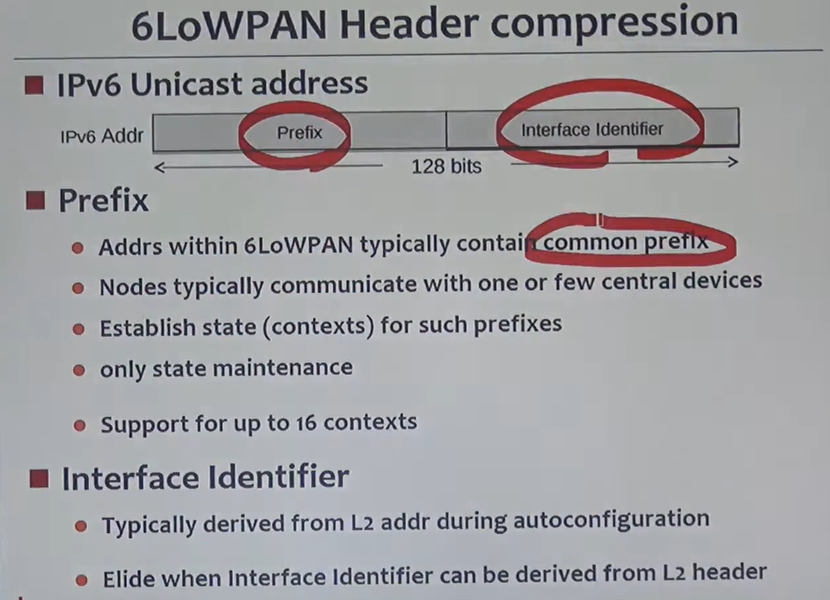 6LoWPAN Header compression
IPv6 Unicast address
IPv6 Addr
Prefix
Interface Identifier
128 bits
Prefix
Addrs within 6LoWPAN typically contain common prefix
Nodes typically communicate with one or few central devices
Establish state (contexts) for such prefixes
only state maintenance
Support for up to 16 contexts
Interface Identifier
Typically derived from L2 addr during autoconfiguration
Elide when Interface Identifier can be derived from L2 header